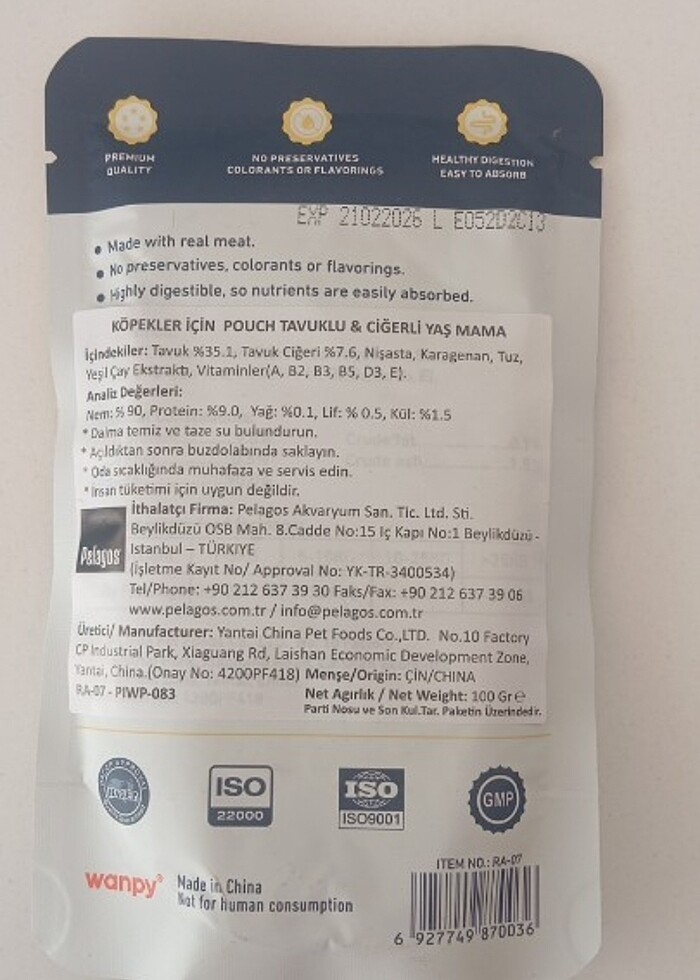 PREMIUM
QUALITY
NO PRESERVATIVES
COLORANTS OR FLAVORINGS
HEALTHY DIGESTION
EASY TO ABSORB
EXP 21022026 L E052D2C13
• Made with real meat.
• No preservatives, colorants or flavorings.
• Highly digestible, so nutrients are easily absorbed.
KÖPEKLER İÇİN POUCH TAVUKLU & CİĞERLİ YAŞ MAMA
İçindekiler: Tavuk %35.1, Tavuk Ciğeri %7.6, Nişasta, Karagenan, Tuz,
Yeşil Çay Ekstraktı, Vitaminler(A, B2, B3, B5, D3, E).
Analiz Değerleri:
Nem: % 90, Protein: %9.0, Yağ: %0.1, Lif: % 0.5, Kül: %1.5
* Daima temiz ve taze su bulundurun.
* Açıldıktan sonra buzdolabında saklayın.
* Oda sıcaklığında muhafaza ve servis edin.
* İnsan tüketimi için uygun değildir.
Pelagos
İthalatçı Firma: Pelagos Akvaryum San. Tic. Ltd. Sti.
Beylikdüzü OSB Mah. 8.Cadde No:15 Iç Kapı No:1 Beylikdüzü -
Istanbul – TÜRKIYE
(İşletme Kayıt No/ Approval No: YK-TR-3400534)
Tel/Phone: +90 212 637 39 30 Faks/Fax: +90 212 637 39 06
www.pelagos.com.tr / info@pelagos.com.tr
Üretici/ Manufacturer: Yantai China Pet Foods Co.,LTD. No.10 Factory
CP Industrial Park, Xiaguang Rd, Laishan Economic Development Zone,
Yantai, China.(Onay No: 4200PF418) Menşe/Origin: ÇİN/CHINA
RA-07 - PIWP-083
Net Agırlık / Net Weight: 100 Gr℮
Parti Nosu ve Son Kul.Tar. Paketin Üzerindedir.
ISO
22000
ISO
ISO9001
GMP
ITEM NO.: RA-07
wanpy®
Made in China
Not for human consumption
6 927749 870036